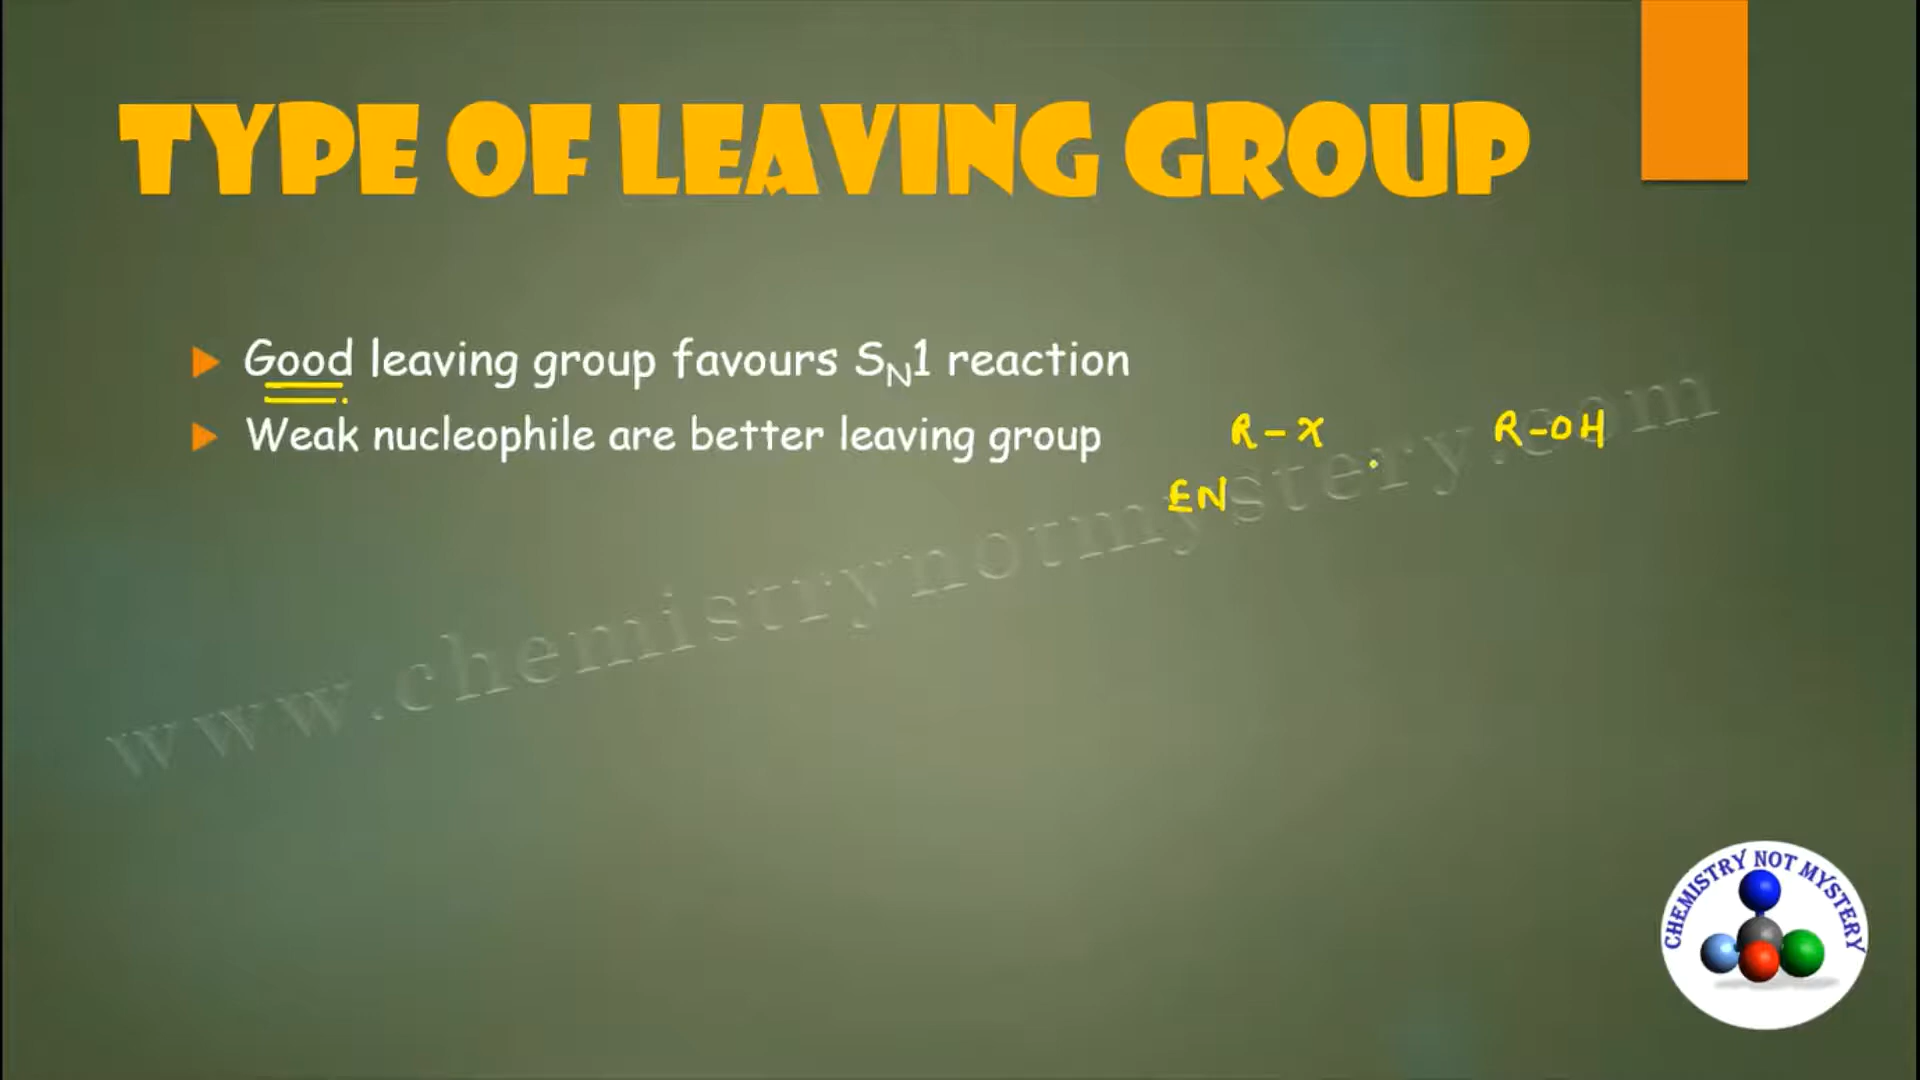 TYPE OF LEAVING GROUP
Good leaving group favours SN1 reaction
Weak nucleophile are better leaving group
R-X R-OH
EN
www.chemistrynotmystery.com
CHEMISTRY NOT MYSTERY